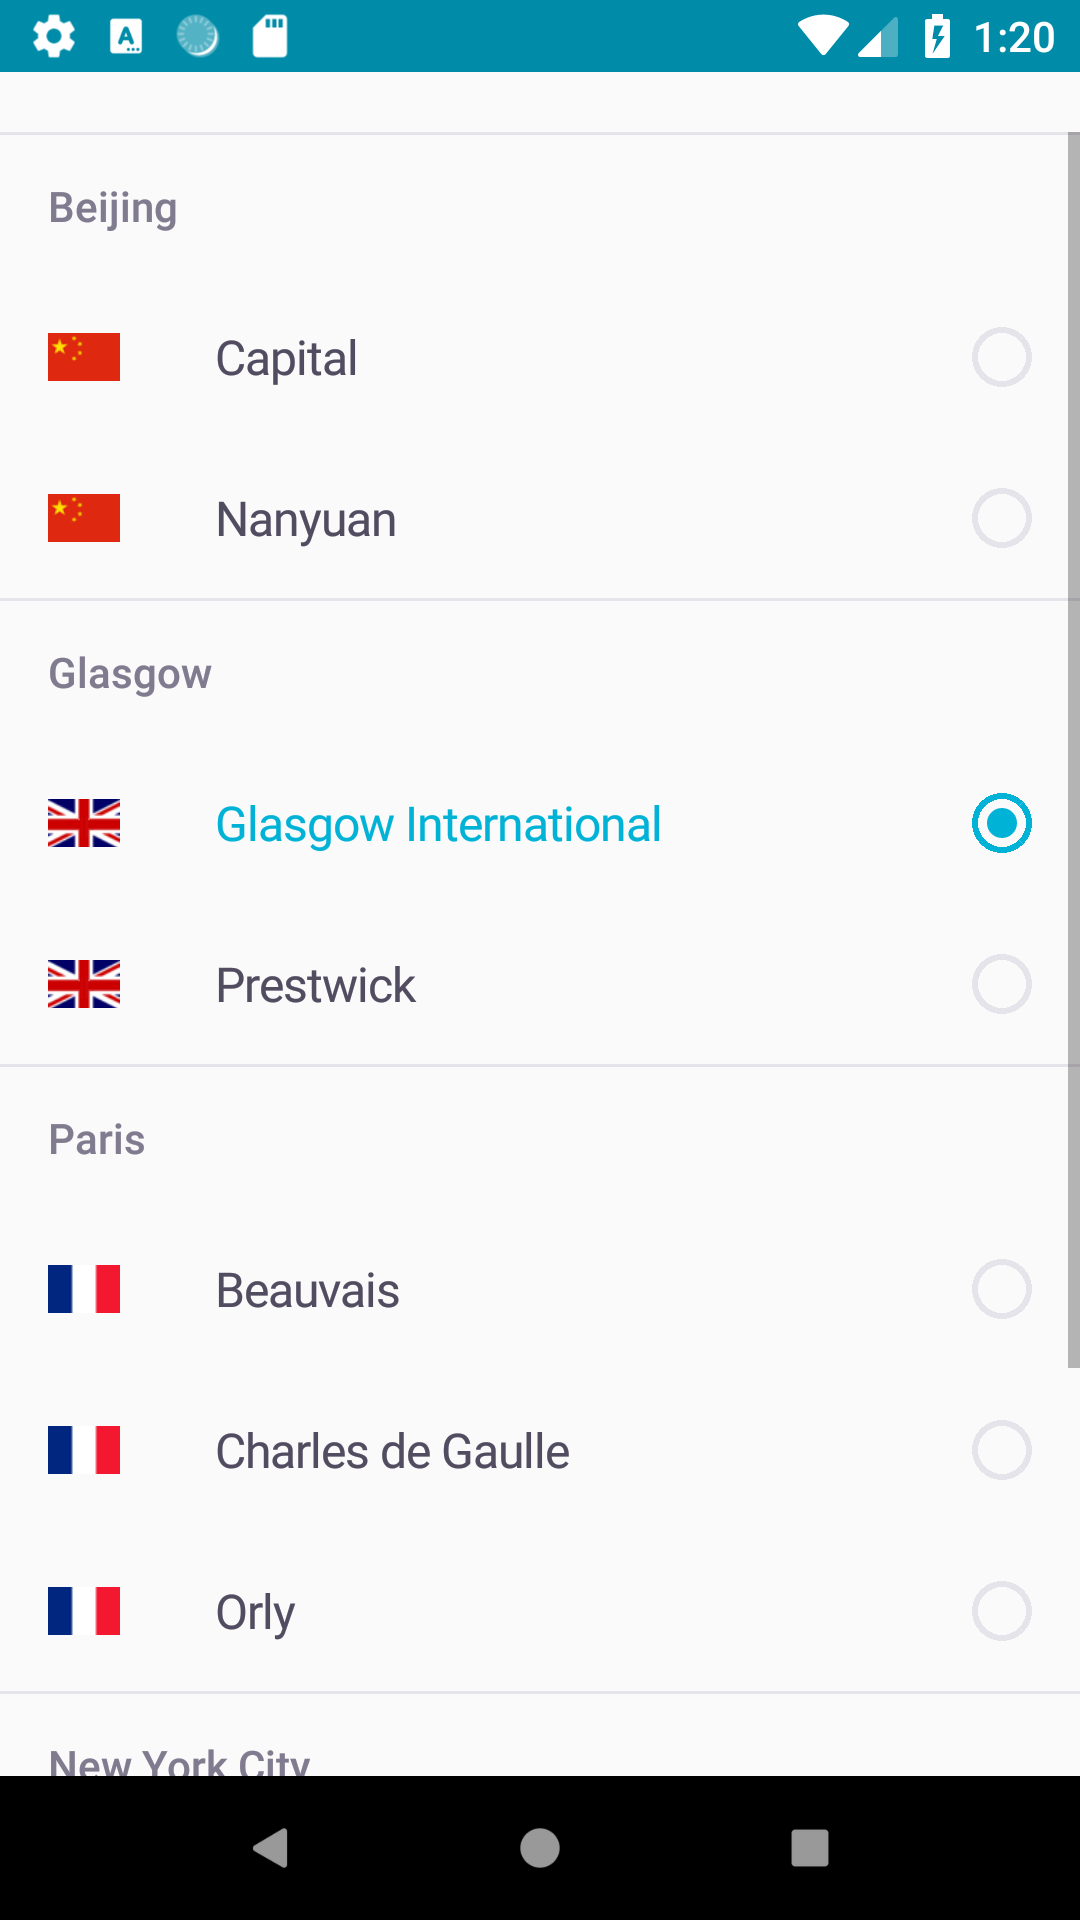 1:20
Beijing
Capital
Nanyuan
Glasgow
Glasgow International
Prestwick
Paris
Beauvais
Charles de Gaulle
Orly
New York City